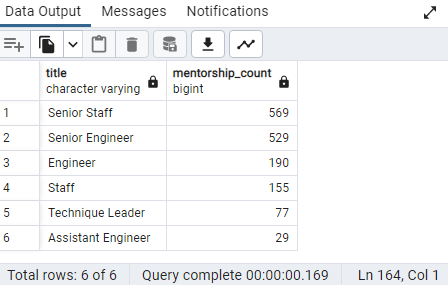 Data Output Messages Notifications
title mentorship_count
character varying bigint
1 Senior Staff 569
2 Senior Engineer 529
3 Engineer 190
4 Staff 155
5 Technique Leader 77
6 Assistant Engineer 29
Total rows: 6 of 6 Query complete 00:00:00.169 Ln 164, Col 1